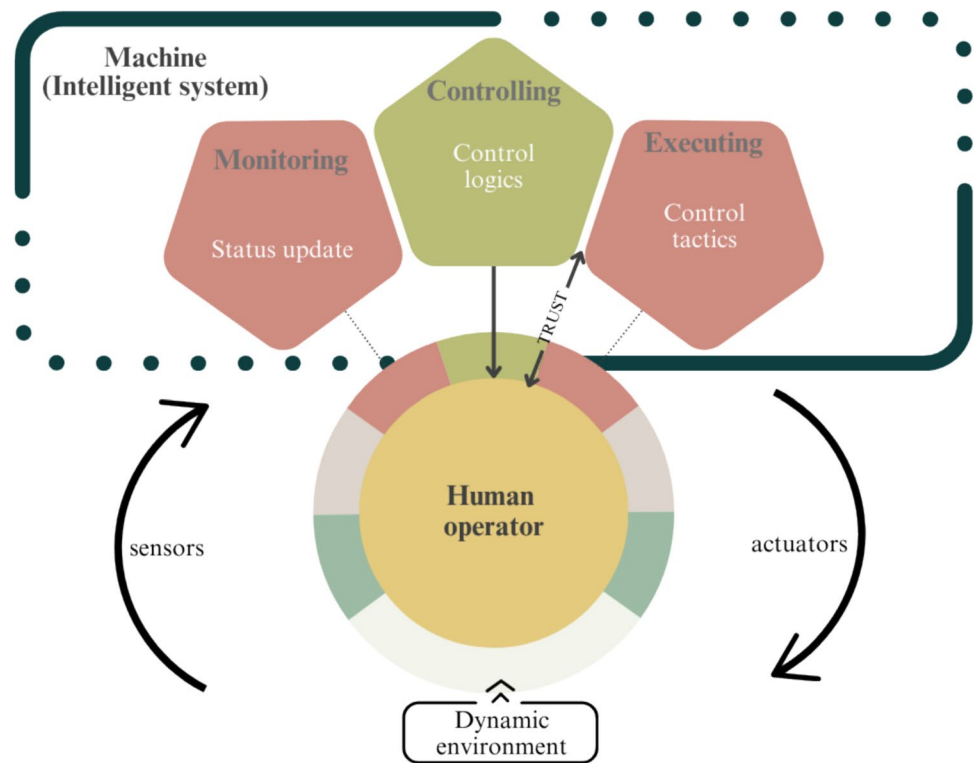 Machine
(Intelligent system)
Controlling
Control
logics
Monitoring
Status update
Executing
Control
tactics
TRUST
Human
operator
sensors
actuators
Dynamic
environment